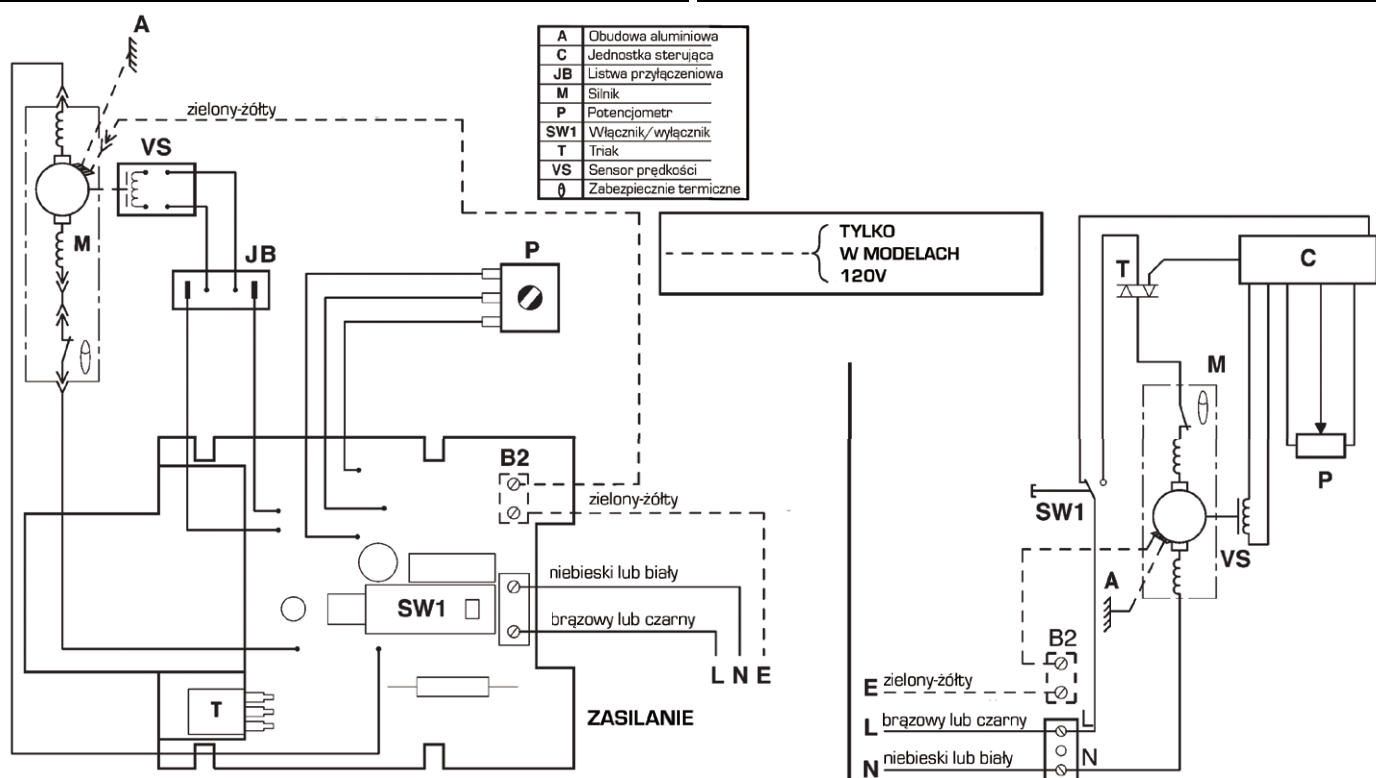 A
A Obudowa aluminiowa
C Jednostka sterująca
JB Listwa przyłączeniowa
M Silnik
P Potencjometr
SW1 Włącznik/wyłącznik
T Triak
VS Sensor prędkości
Zabezpiecznie termiczne
zielony-żółty
VS
M
JB
P
TYLKO
W MODELACH
120V
B2
zielony-żółty
niebieski lub biały
SW1
brązowy lub czarny
L N E
T
ZASILANIE
C
T
M
P
SW1
VS
A
B2
E zielony-żółty
L brązowy lub czarny L
N niebieski lub biały N